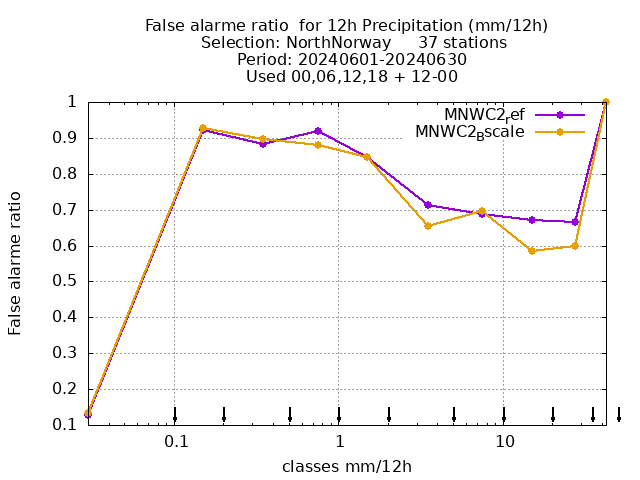 False alarme ratio  for 12h Precipitation (mm/12h)
Selection: NorthNorway     37 stations
Period: 20240601-20240630
Used 00,06,12,18 + 12-00
MNWC2_ref
MNWC2_Bscale
False alarme ratio
1
0.9
0.8
0.7
0.6
0.5
0.4
0.3
0.2
0.1
0.1 1 10
classes mm/12h